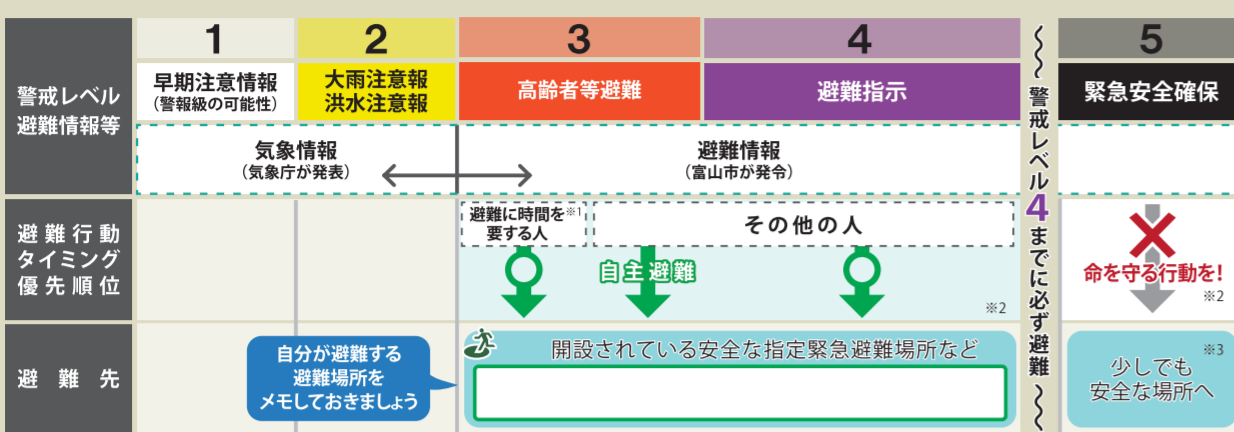 警戒レベル
避難情報等
1
早期注意情報
(警報級の可能性)
2
大雨注意報
洪水注意報
3
高齢者等避難
4
避難指示
5
緊急安全確保
気象情報
(気象庁が発表)
避難情報
(富山市が発令)
〜警戒レベル4までに必ず避難〜
避難行動
タイミング
優先順位
避難に時間を※1
要する人
その他の人
自主避難
※2
命を守る行動を!
※2
避難先
自分が避難する
避難場所を
メモしておきましょう
開設されている安全な指定緊急避難場所など
※3
少しでも
安全な場所へ